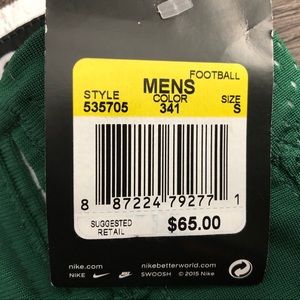 FOOTBALL
MENS
STYLE COLOR SIZE
535705 341 S
8 87224 79277 1
SUGGESTED
RETAIL
$65.00
nike.com nikebetterworld.com
NIKE SWOOSH © 2015 Nike